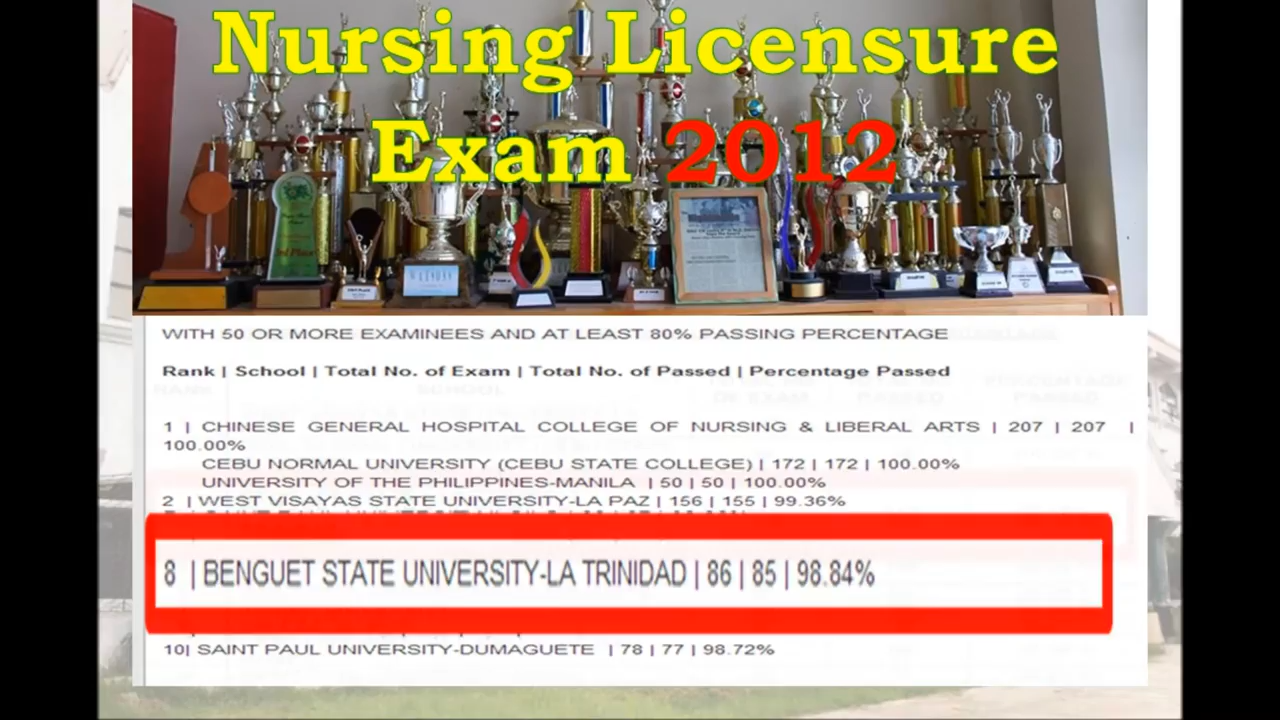 Nursing Licensure
Exam 2012
WITH 50 OR MORE EXAMINEES AND AT LEAST 80% PASSING PERCENTAGE
Rank | School | Total No. of Exam | Total No. of Passed | Percentage Passed
1 | CHINESE GENERAL HOSPITAL COLLEGE OF NURSING & LIBERAL ARTS | 207 | 207 |
100.00%
CEBU NORMAL UNIVERSITY (CEBU STATE COLLEGE) | 172 | 172 | 100.00%
UNIVERSITY OF THE PHILIPPINES-MANILA | 50 | 50 | 100.00%
2 | WEST VISAYAS STATE UNIVERSITY-LA PAZ | 156 | 155 | 99.36%
8 | BENGUET STATE UNIVERSITY-LA TRINIDAD | 86 | 85 | 98.84%
10| SAINT PAUL UNIVERSITY-DUMAGUETE | 78 | 77 | 98.72%